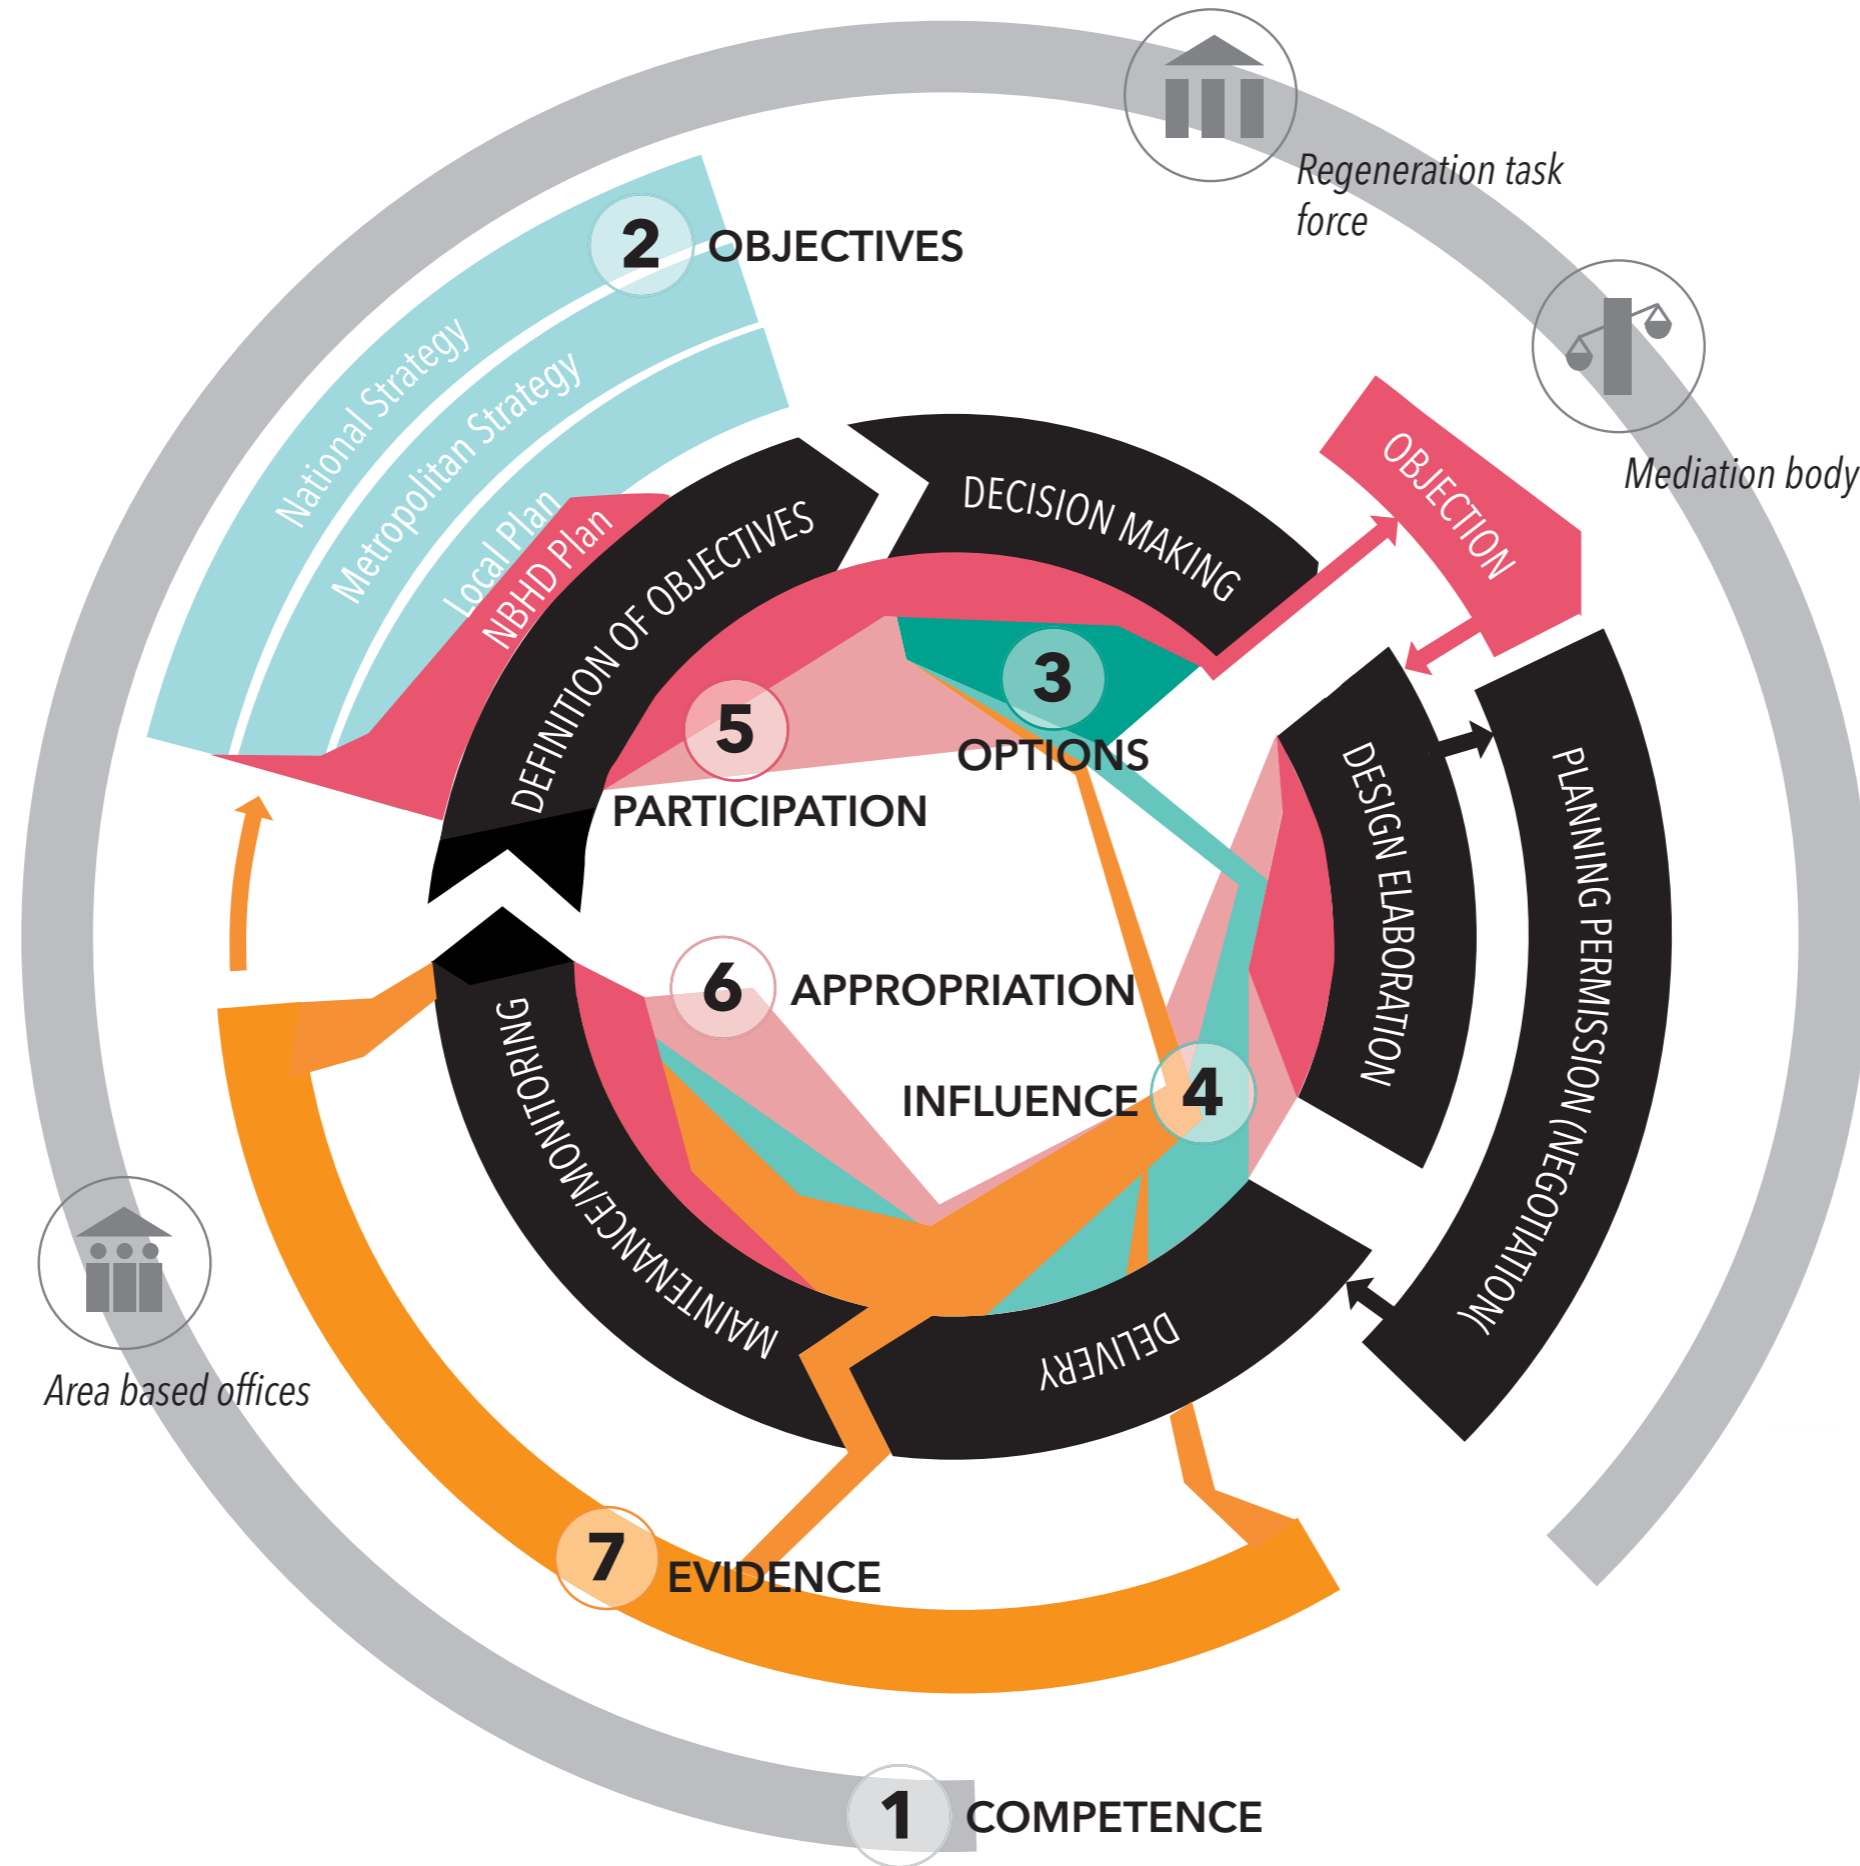 Regeneration task
force
2 OBJECTIVES
National Strategy
Metropolitan Strategy
Local Plan
NBHD Plan
Mediation body
OBJECTION
DEFINITION OF OBJECTIVES
DECISION MAKING
3
OPTIONS
5
PARTICIPATION
DESIGN ELABORATION
PLANNING PERMISSION (NEGOTIATION(
6 APPROPRIATION
INFLUENCE 4
MAINTENANCE/MONITORING
DELIVERY
Area based offices
7 EVIDENCE
1 COMPETENCE